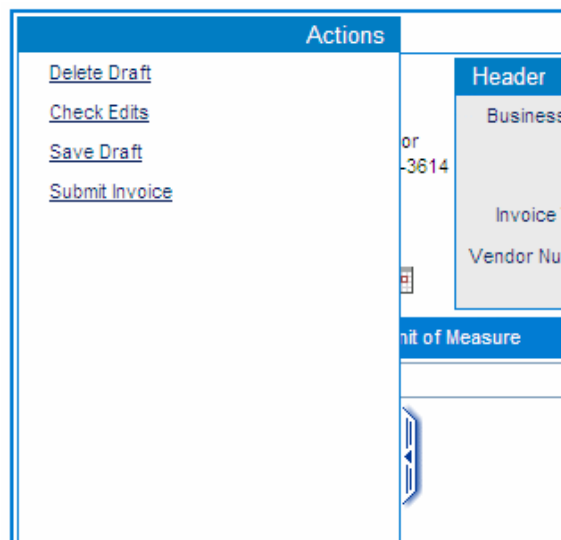 Actions
Delete Draft
Check Edits
Save Draft
Submit Invoice
Header
Business
or
-3614
Invoice
Vendor Nu
nit of Measure